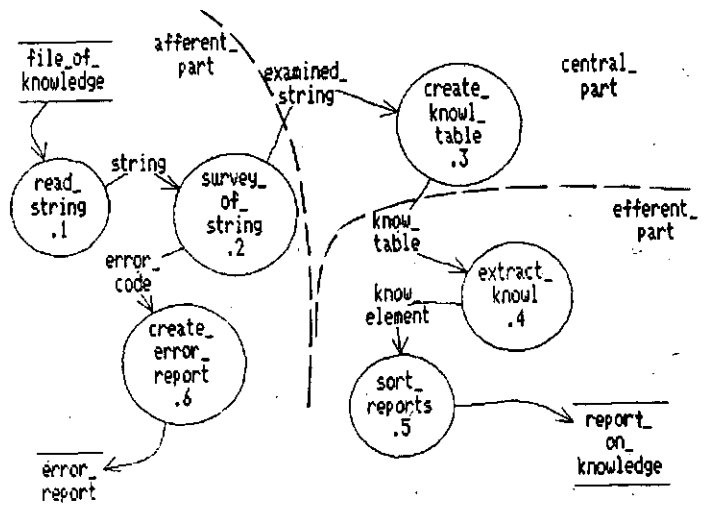 file_of_
knowledge
afferent_
part
examined_
string
central_
part
create_
knowl_
table
.3
string
read_
string
.1
survey_
of_
string
.2
know_
table
efferent_
part
error_
code
extract_
knowl
.4
know_
element
create_
error_
report
.6
sort_
reports
.5
report_
on_
knowledge
error_
report